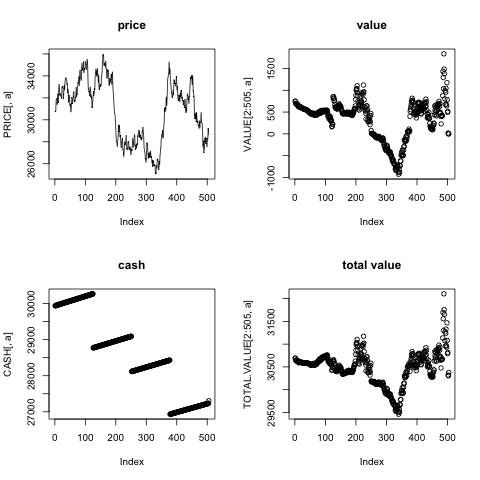 price
PRICE[, a]
26000 30000 34000
0 100 200 300 400 500
Index
value
VALUE[2:505, a]
-1000 0 500 1500
0 100 200 300 400 500
Index
cash
CASH[, a]
27000 28000 29000 30000
0 100 200 300 400 500
Index
total value
TOTAL.VALUE[2:505, a]
29500 30500 31500
0 100 200 300 400 500
Index